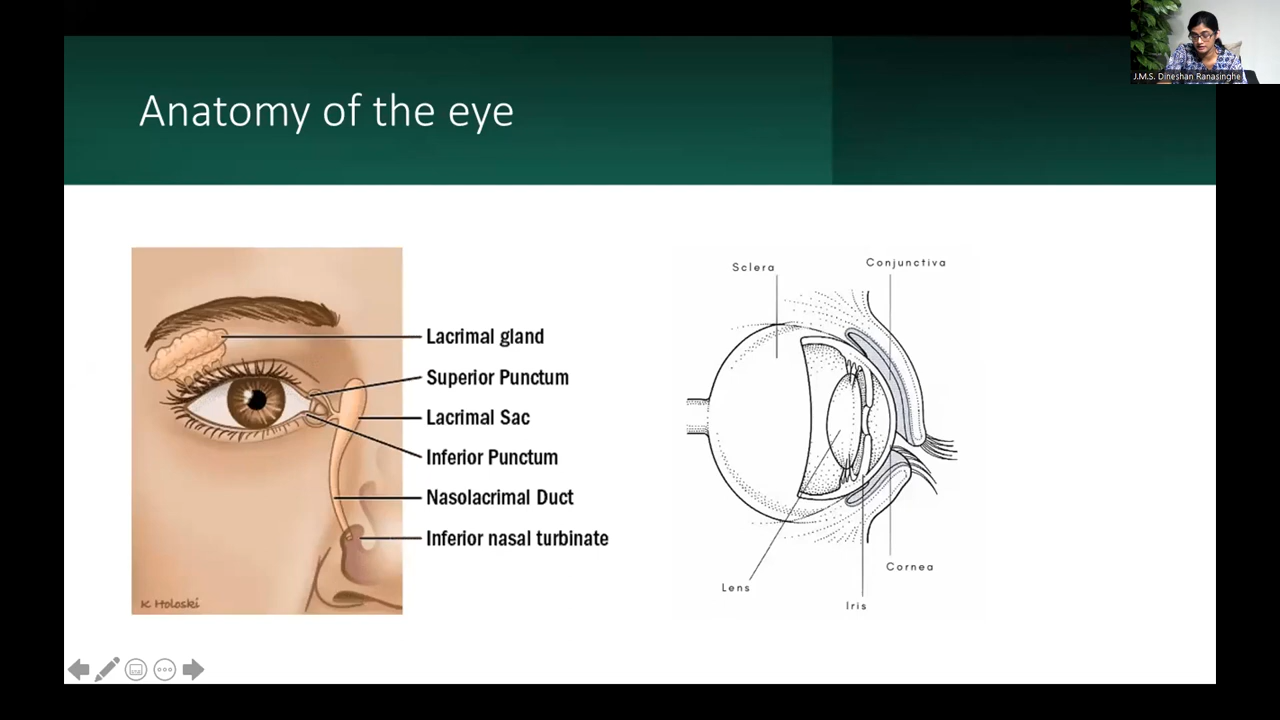 J.M.S. Dineshan Ranasinghe
Anatomy of the eye
Lacrimal gland
Superior Punctum
Lacrimal Sac
Inferior Punctum
Nasolacrimal Duct
Inferior nasal turbinate
K Holoski
Sclera
Conjunctiva
Cornea
Lens
Iris